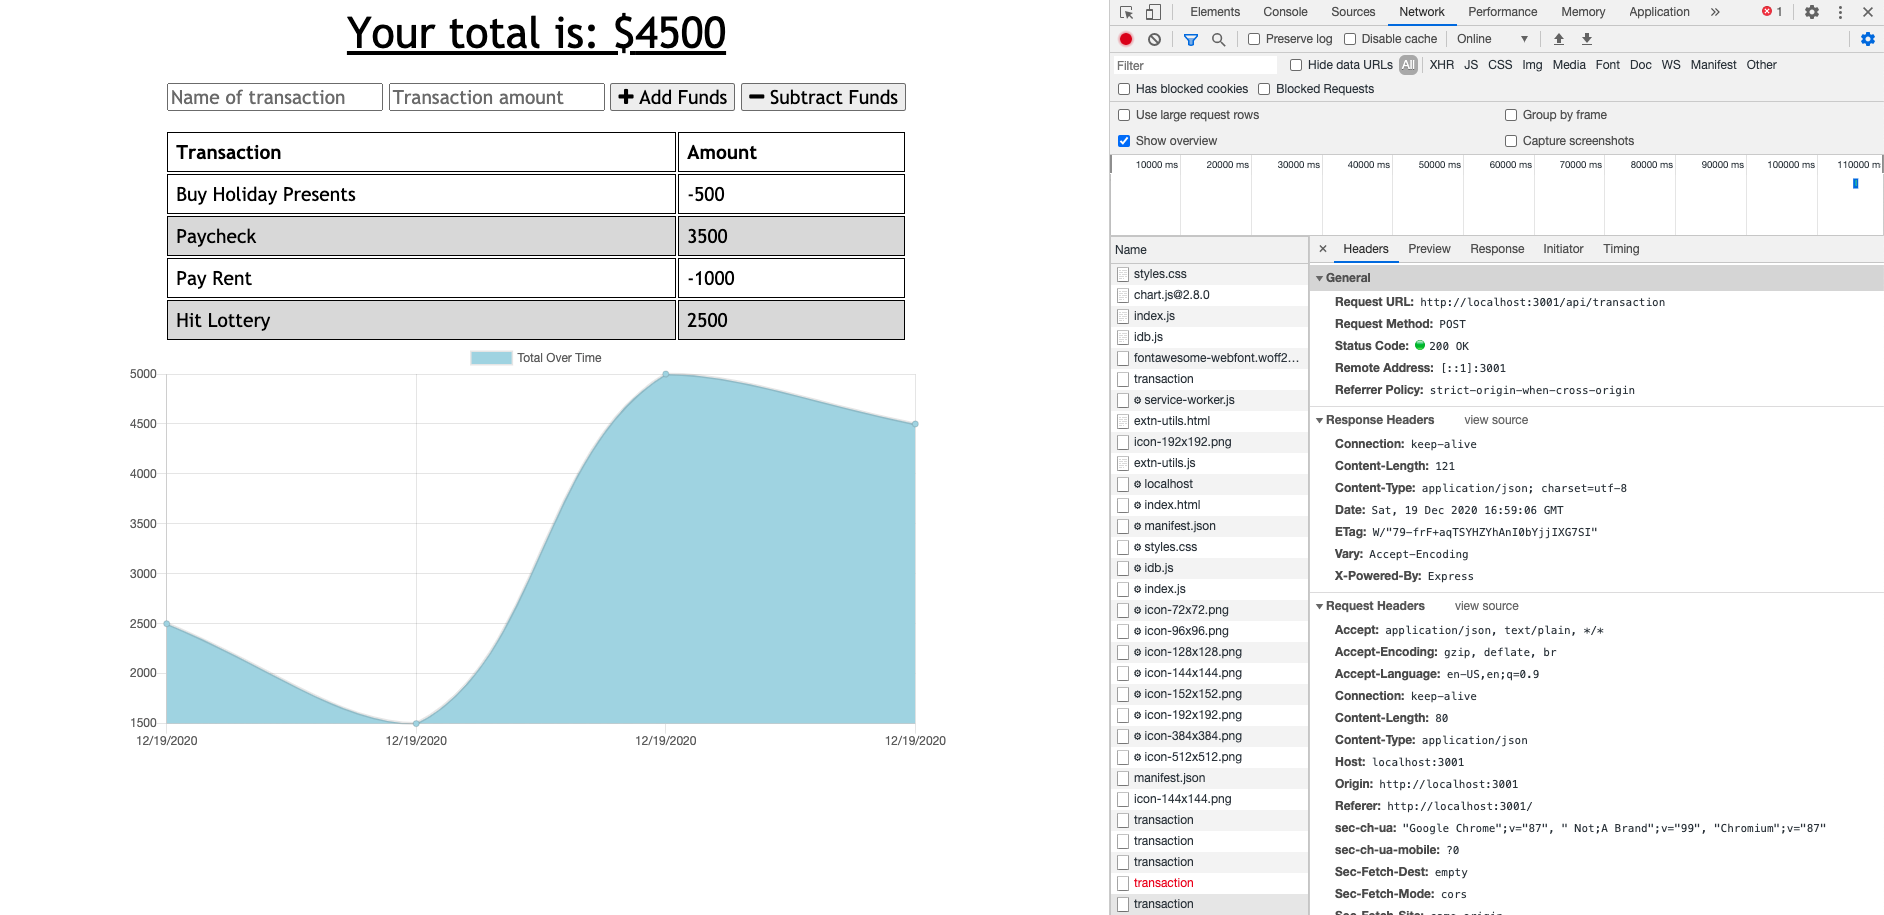 Your total is: $4500
Name of transaction Transaction amount Add Funds Subtract Funds
Transaction Amount
Buy Holiday Presents -500
Paycheck 3500
Pay Rent -1000
Hit Lottery 2500
Total Over Time
5000
4500
4000
3500
3000
2500
2000
1500
12/19/2020 12/19/2020 12/19/2020 12/19/2020
Elements Console Sources Network Performance Memory Application » 1
Preserve log Disable cache Online
Filter Hide data URLs All XHR JS CSS Img Media Font Doc WS Manifest Other
Has blocked cookies Blocked Requests
Use large request rows Group by frame
Show overview Capture screenshots
10000 ms 20000 ms 30000 ms 40000 ms 50000 ms 60000 ms 70000 ms 80000 ms 90000 ms 100000 ms 110000 m
Name
styles.css
chart.js@2.8.0
index.js
idb.js
fontawesome-webfont.woff2...
transaction
service-worker.js
extn-utils.html
icon-192x192.png
extn-utils.js
localhost
index.html
manifest.json
styles.css
idb.js
index.js
icon-72x72.png
icon-96x96.png
icon-128x128.png
icon-144x144.png
icon-152x152.png
icon-192x192.png
icon-384x384.png
icon-512x512.png
manifest.json
icon-144x144.png
transaction
transaction
transaction
transaction
transaction
Headers Preview Response Initiator Timing
General
Request URL: http://localhost:3001/api/transaction
Request Method: POST
Status Code: 200 OK
Remote Address: [::1]:3001
Referrer Policy: strict-origin-when-cross-origin
Response Headers view source
Connection: keep-alive
Content-Length: 121
Content-Type: application/json; charset=utf-8
Date: Sat, 19 Dec 2020 16:59:06 GMT
ETag: W/"79-frF+aqTSYHZYhAnI0bYjjIXG7SI"
Vary: Accept-Encoding
X-Powered-By: Express
Request Headers view source
Accept: application/json, text/plain, */*
Accept-Encoding: gzip, deflate, br
Accept-Language: en-US,en;q=0.9
Connection: keep-alive
Content-Length: 80
Content-Type: application/json
Host: localhost:3001
Origin: http://localhost:3001
Referer: http://localhost:3001/
sec-ch-ua: "Google Chrome";v="87", " Not;A Brand";v="99", "Chromium";v="87"
sec-ch-ua-mobile: ?0
Sec-Fetch-Dest: empty
Sec-Fetch-Mode: cors
Sec-Fetch-Site: same-origin